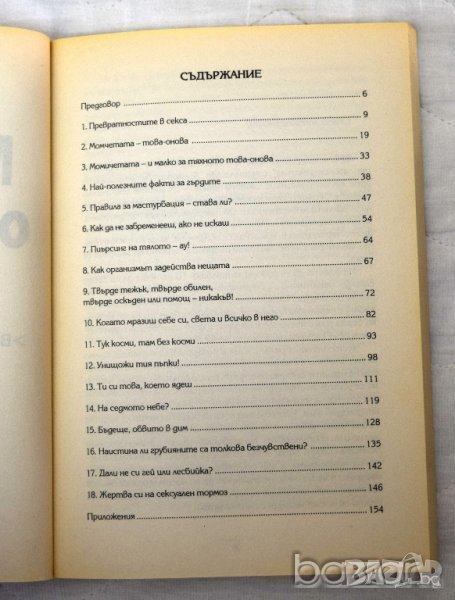 СЪДЪРЖАНИЕ
Предговор 6
1. Превратностите в секса 9
2. Момчетата – това-онова 19
3. Момичетата – и малко за тяхното това-онова 33
4. Най-полезните факти за гърдите 38
5. Правила за мастурбация – става ли? 47
6. Как да не забременееш, ако не искаш 54
7. Пиърсинг на тялото – ау! 64
8. Как организмът задейства нещата 67
9. Твърде тежък, твърде обилен,
твърде оскъден или помощ – никакъв! 72
10. Когато мразиш себе си, света и всичко в него 82
11. Тук косми, там без косми 93
12. Унищожи тия пъпки! 98
13. Ти си това, което ядеш 111
14. На седмото небе? 119
15. Бъдеще, обвито в дим 128
16. Наистина ли грубияните са толкова безчувствени? 135
17. Дали не си гей или лесбийка? 142
18. Жертва си на сексуален тормоз 146
Приложения 154